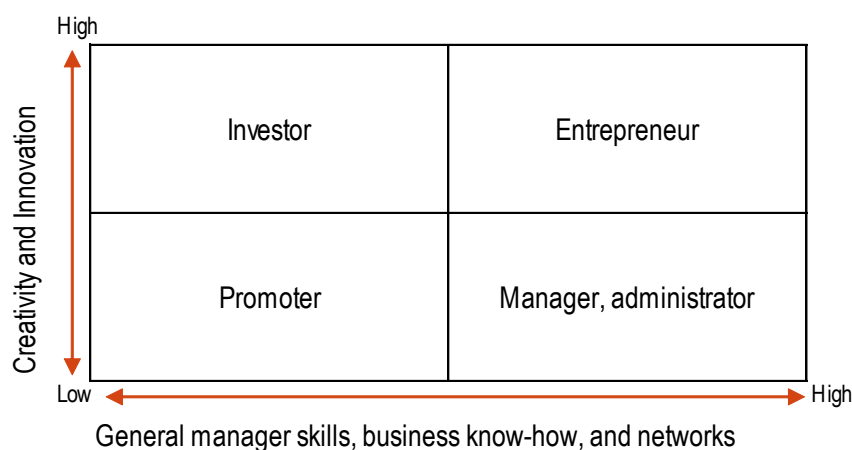 High
Investor
Entrepreneur
Creativity and Innovation
Promoter
Manager, administrator
Low
High
General manager skills, business know-how, and networks